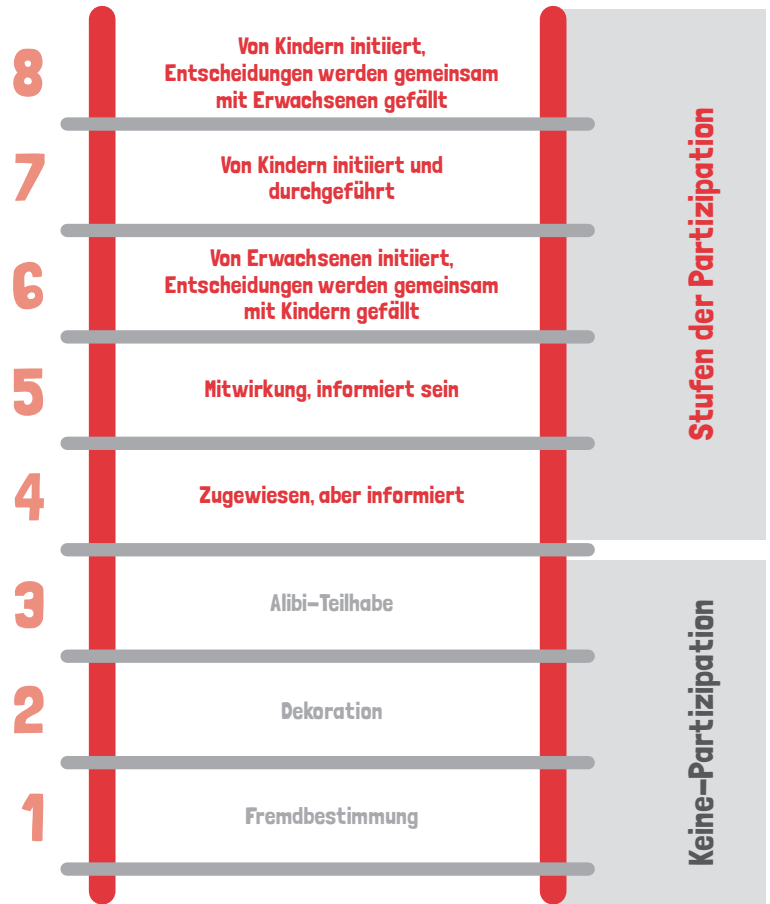 8
Von Kindern initiiert,
Entscheidungen werden gemeinsam
mit Erwachsenen gefällt
7
Von Kindern initiiert und
durchgeführt
6
Von Erwachsenen initiiert,
Entscheidungen werden gemeinsam
mit Kindern gefällt
5
Mitwirkung, informiert sein
4
Zugewiesen, aber informiert
Stufen der Partizipation
3
Alibi-Teilhabe
2
Dekoration
1
Fremdbestimmung
Keine-Partizipation